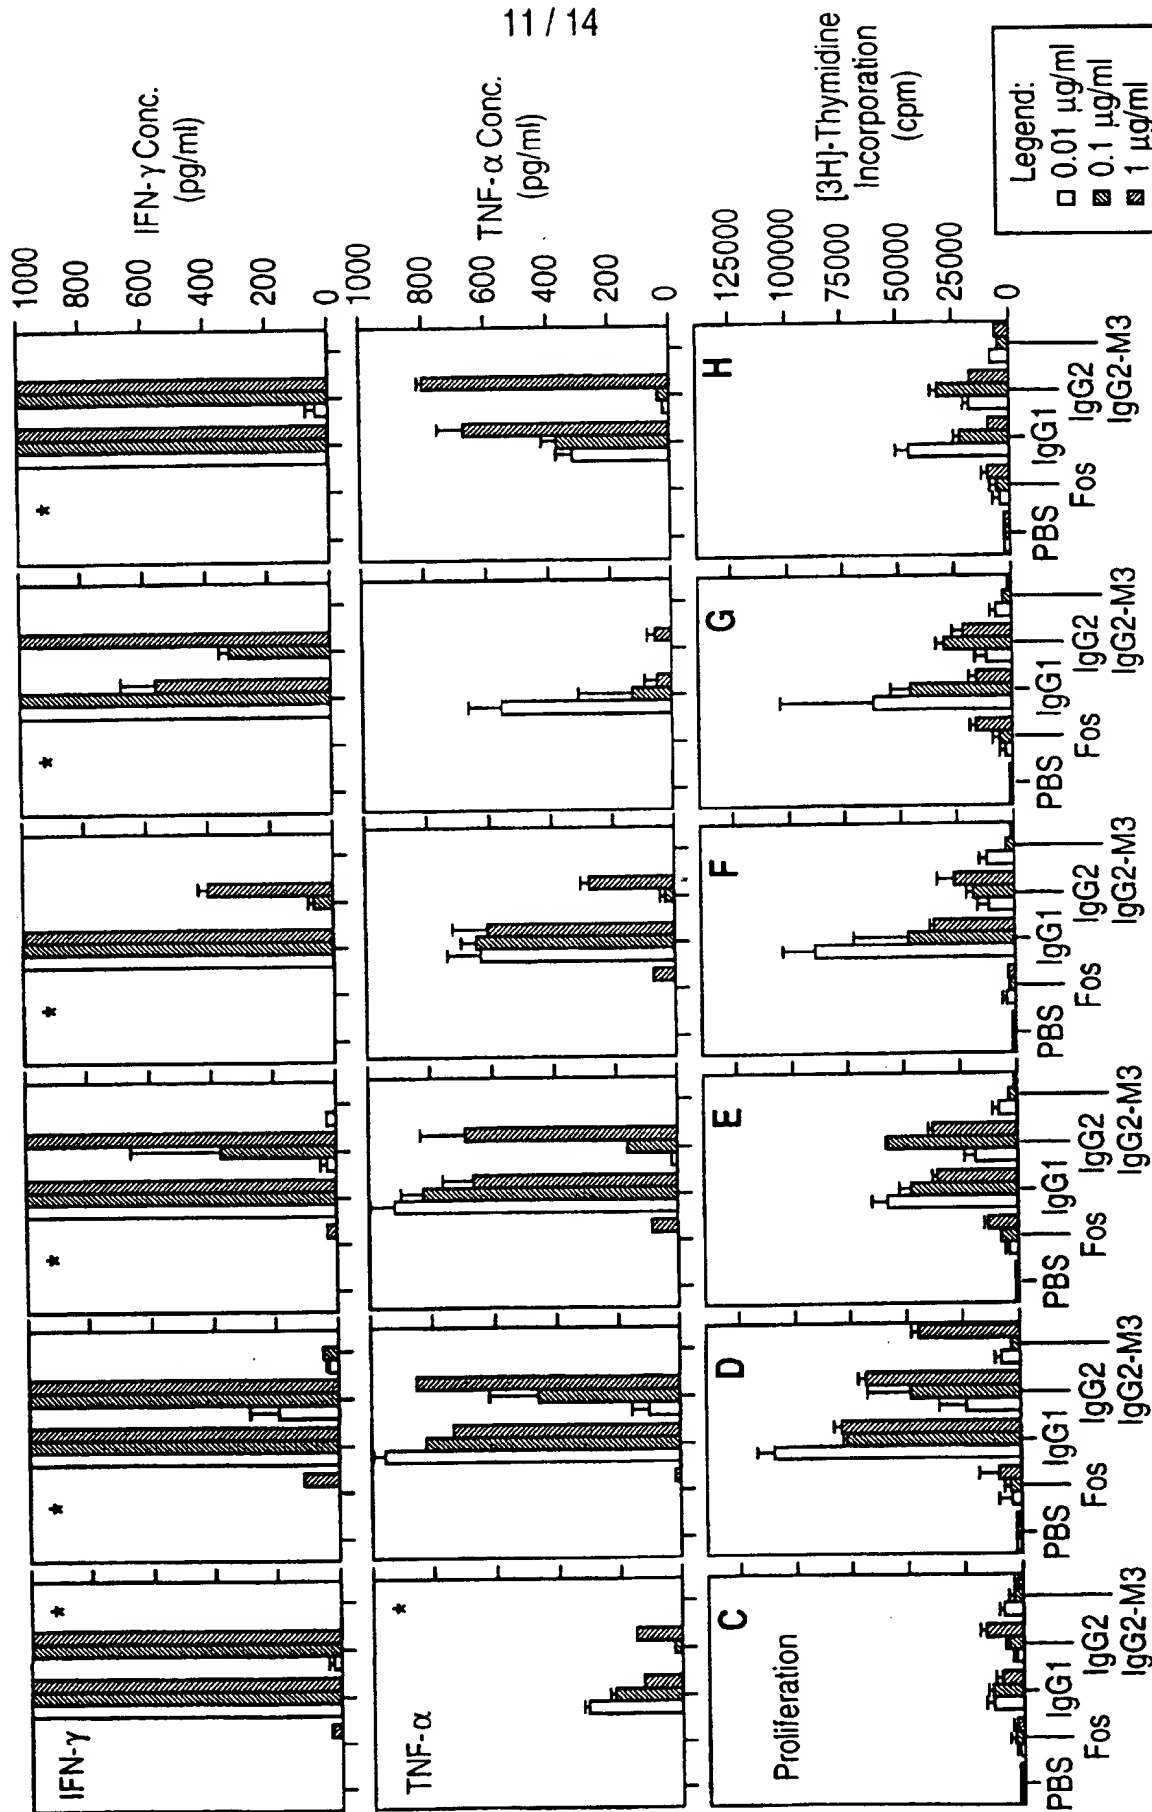 11 / 14
IFN-γ Conc.
(pg/ml)
1000
800
600
400
200
0
IFN-γ
*
*
*
*
*
*
TNF-α Conc.
(pg/ml)
1000
800
600
400
200
0
TNF-α
*
[3H]-Thymidine
Incorporation
(cpm)
125000
100000
75000
50000
25000
0
Proliferation
C
D
E
F
G
H
PBS
Fos
IgG1
IgG2
IgG2-M3
PBS
Fos
IgG1
IgG2
IgG2-M3
PBS
Fos
IgG1
IgG2
IgG2-M3
PBS
Fos
IgG1
IgG2
IgG2-M3
PBS
Fos
IgG1
IgG2
IgG2-M3
PBS
Fos
IgG1
IgG2
IgG2-M3
Legend:
0.01 μg/ml
0.1 μg/ml
1 μg/ml